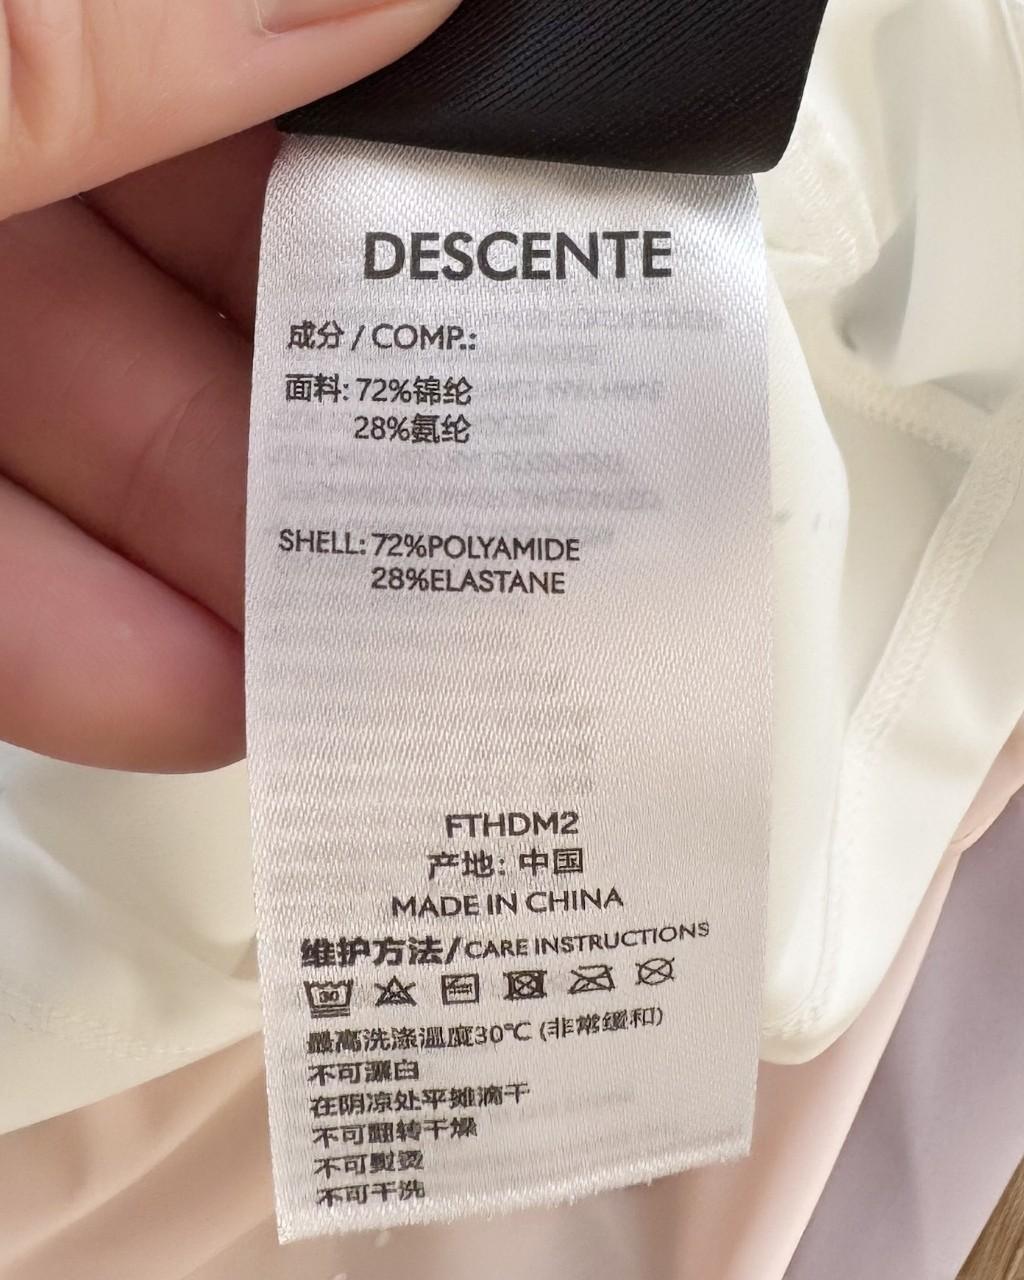 DESCENTE
成分 / COMP.:
面料: 72%锦纶
28%氨纶
SHELL: 72%POLYAMIDE
28%ELASTANE
FTHDM2
产地: 中国
MADE IN CHINA
维护方法/CARE INSTRUCTIONS
30
最高洗涤温度30℃ (非常缓和)
不可漂白
在阴凉处平摊滴干
不可翻转干燥
不可熨烫
不可干洗